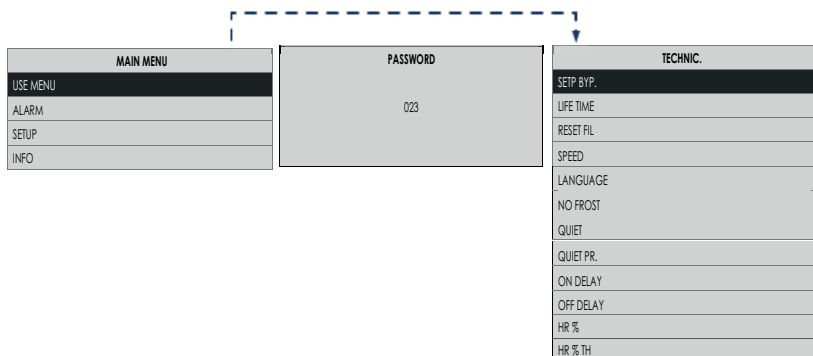 MAIN MENU
USE MENU
ALARM
SETUP
INFO
PASSWORD
023
TECHNIC.
SETP BYP.
LIFE TIME
RESET FIL
SPEED
LANGUAGE
NO FROST
QUIET
QUIET PR.
ON DELAY
OFF DELAY
HR %
HR % TH